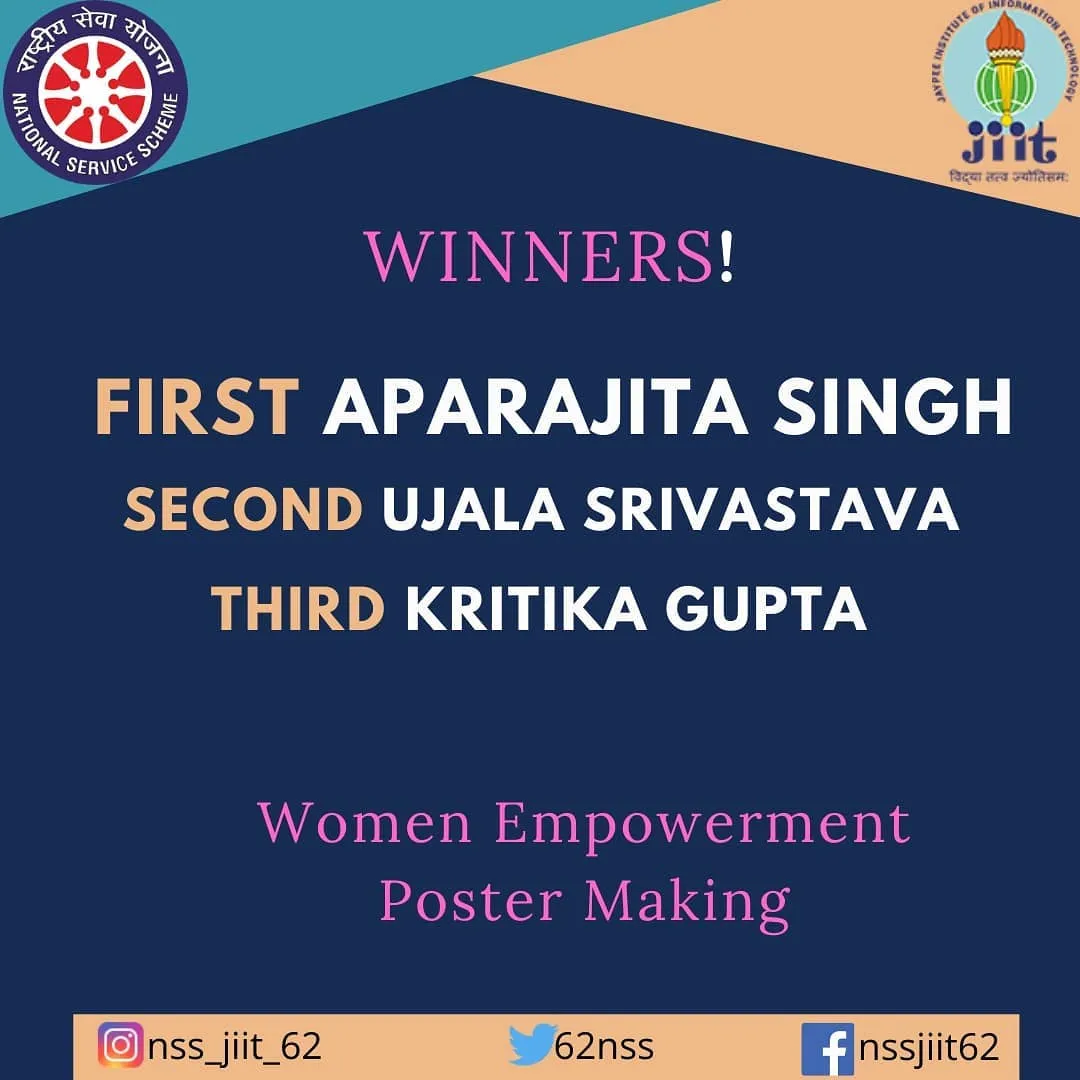 राष्ट्रीय सेवा योजना
NATIONAL SERVICE SCHEME
JAYPEE INSTITUTE OF INFORMATION TECHNOLOGY
jiit
विद्या तत्व ज्योतिसम:
WINNERS!
FIRST APARAJITA SINGH
SECOND UJALA SRIVASTAVA
THIRD KRITIKA GUPTA
Women Empowerment
Poster Making
nss_jiit_62
62nss
nssjiit62